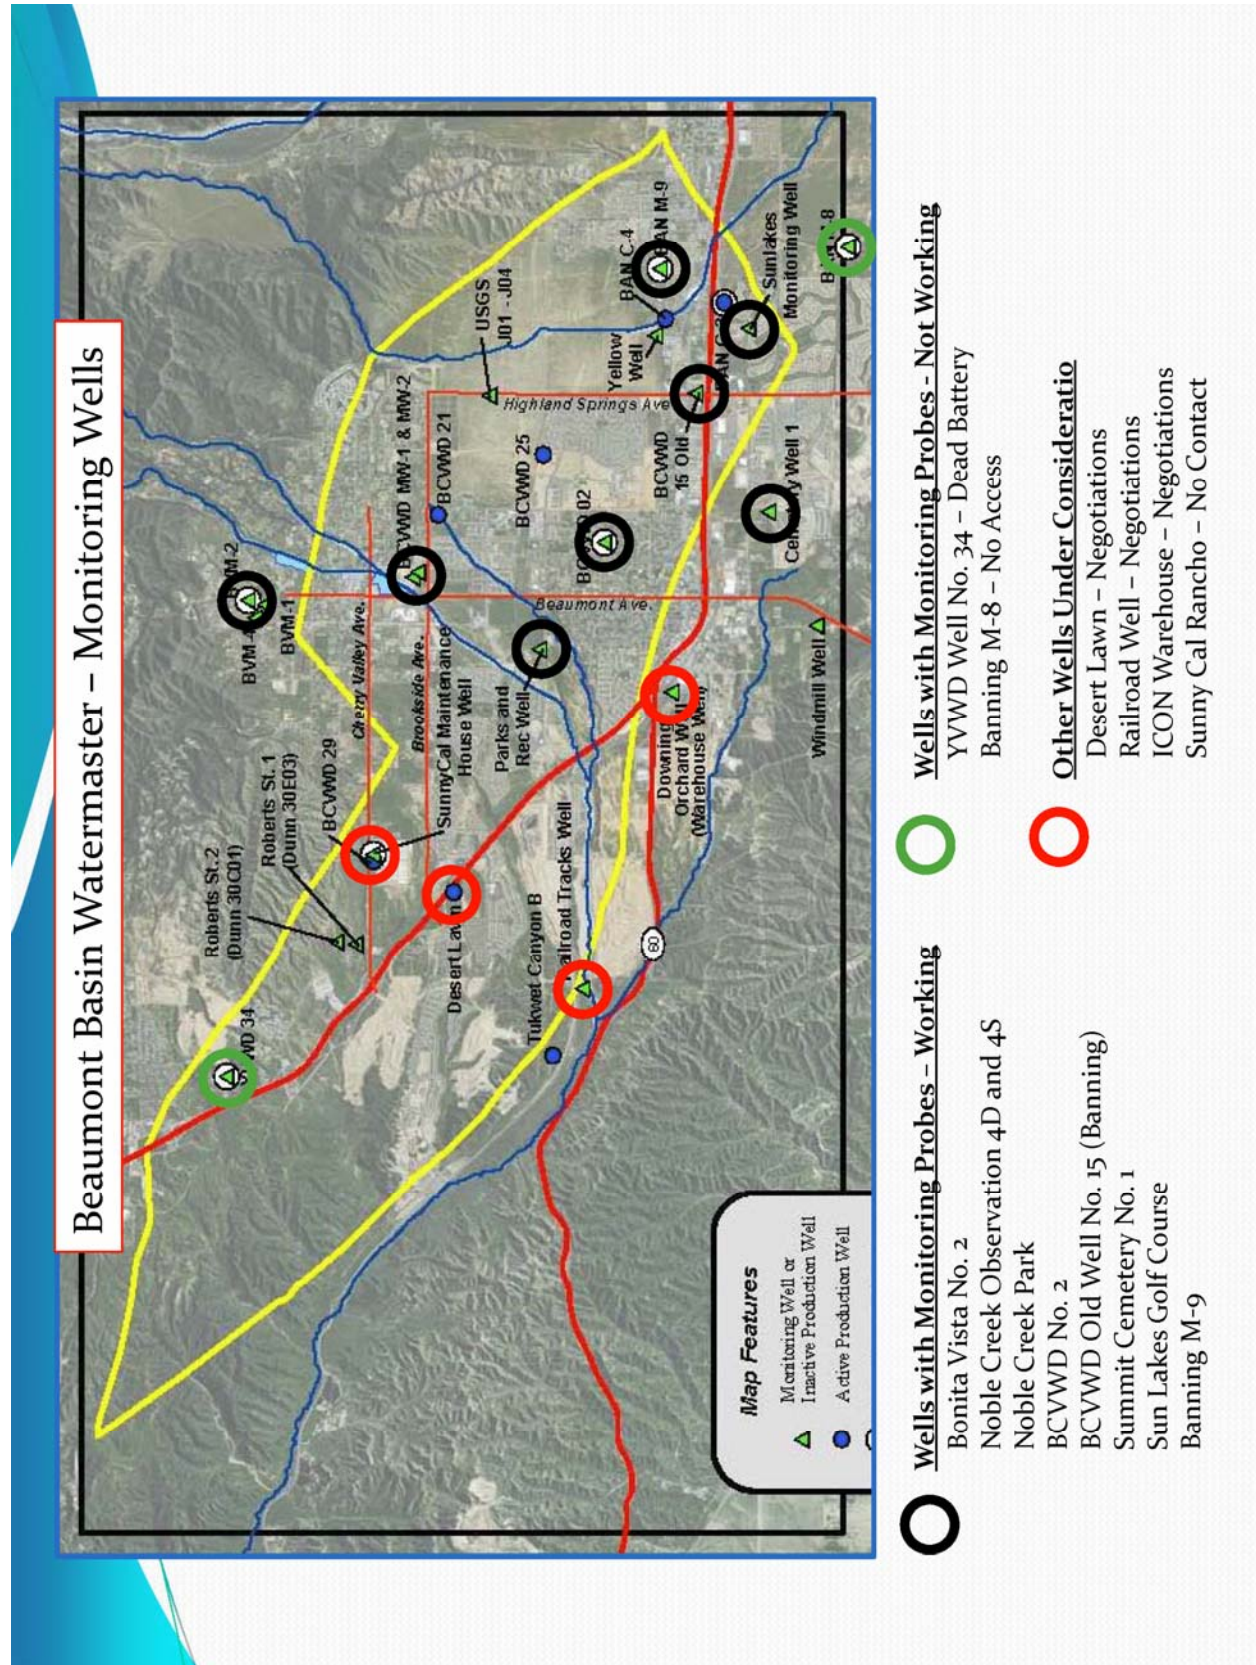 Beaumont Basin Watermaster – Monitoring Wells
BVM-1
Roberts St. 2
(Dunn 30C01)
Roberts St. 1
(Dunn 30E03)
BCVWD 29
Cherry Valley Ave.
Brookside Ave.
SunnyCal Maintenance
House Well
BCVWD MW-1 & MW-2
BCVWD 21
USGS
J01 - J04
Highland Springs Ave
BCVWD 25
Yellow
Well
BAN C-4
Parks and
Rec Well
Beaumont Ave.
BCVWD
15 Old
Sunlakes
Monitoring Well
Desert
Tukwet Canyon B
Tracks Well
Orchard
(Warehouse
60
Well 1
Windmill Well
Map Features
Monitoring Well or
Inactive Production Well
Active Production Well
Wells with Monitoring Probes – Working
Bonita Vista No. 2
Noble Creek Observation 4D and 4S
Noble Creek Park
BCVWD No. 2
BCVWD Old Well No. 15 (Banning)
Summit Cemetery No. 1
Sun Lakes Golf Course
Banning M-9
Wells with Monitoring Probes - Not Working
YVWD Well No. 34 – Dead Battery
Banning M-8 – No Access
Other Wells Under Consideratio
Desert Lawn – Negotiations
Railroad Well – Negotiations
ICON Warehouse – Negotiations
Sunny Cal Rancho – No Contact